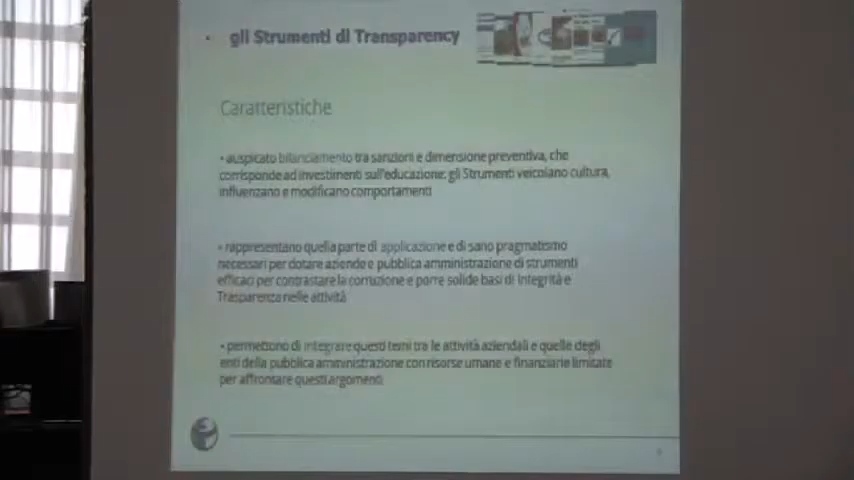 • gli Strumenti di Transparency
Caratteristiche
• auspicato bilanciamento tra sanzioni e dimensione preventiva, che
corrisponde ad investimenti sull'educazione: gli Strumenti veicolano cultura,
influenzano e modificano comportamenti
• rappresentano quella parte di applicazione e di sano pragmatismo
necessari per dotare aziende e pubblica amministrazione di strumenti
efficaci per contrastare la corruzione e porre solide basi di Integrità e
Trasparenza nelle attività
• permettono di integrare questi temi tra le attività aziendali e quelle degli
enti della pubblica amministrazione con risorse umane e finanziarie limitate
per affrontare questi argomenti